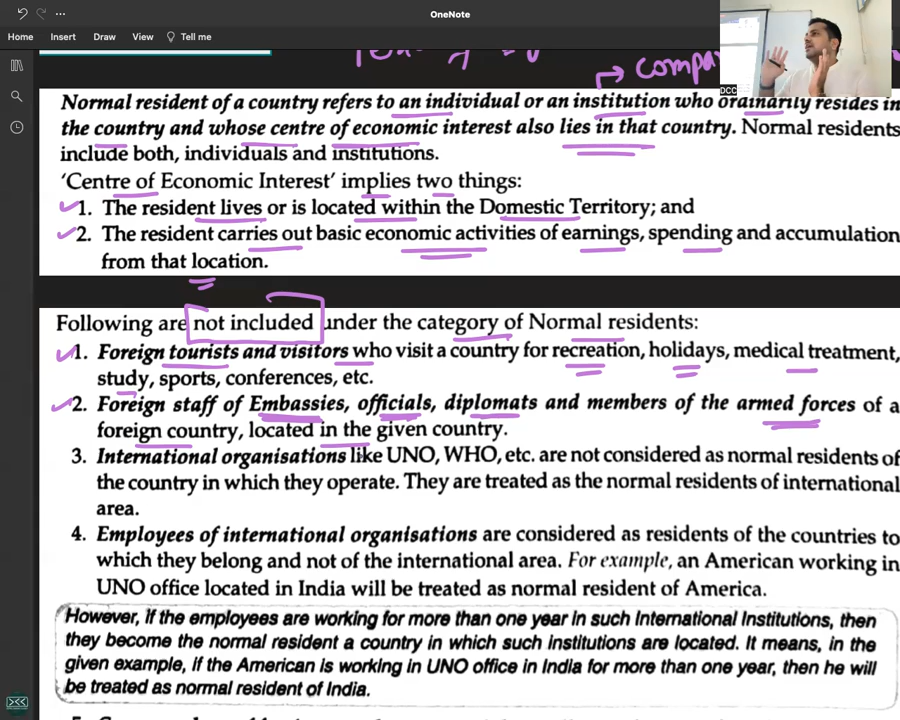 OneNote
Home Insert Draw View Tell me
DCC
Normal resident of a country refers to an individual or an institution who ordinarily resides in
the country and whose centre of economic interest also lies in that country. Normal residents
include both, individuals and institutions.
'Centre of Economic Interest' implies two things:
1. The resident lives or is located within the Domestic Territory; and
2. The resident carries out basic economic activities of earnings, spending and accumulation
from that location.
Following are not included under the category of Normal residents:
1. Foreign tourists and visitors who visit a country for recreation, holidays, medical treatment,
study, sports, conferences, etc.
2. Foreign staff of Embassies, officials, diplomats and members of the armed forces of a
foreign country, located in the given country.
3. International organisations like UNO, WHO, etc. are not considered as normal residents of
the country in which they operate. They are treated as the normal residents of international
area.
4. Employees of international organisations are considered as residents of the countries to
which they belong and not of the international area. For example, an American working in
UNO office located in India will be treated as normal resident of America.
However, if the employees are working for more than one year in such International Institutions, then
they become the normal resident a country in which such institutions are located. It means, in the
given example, if the American is working in UNO office in India for more than one year, then he will
be treated as normal resident of India.